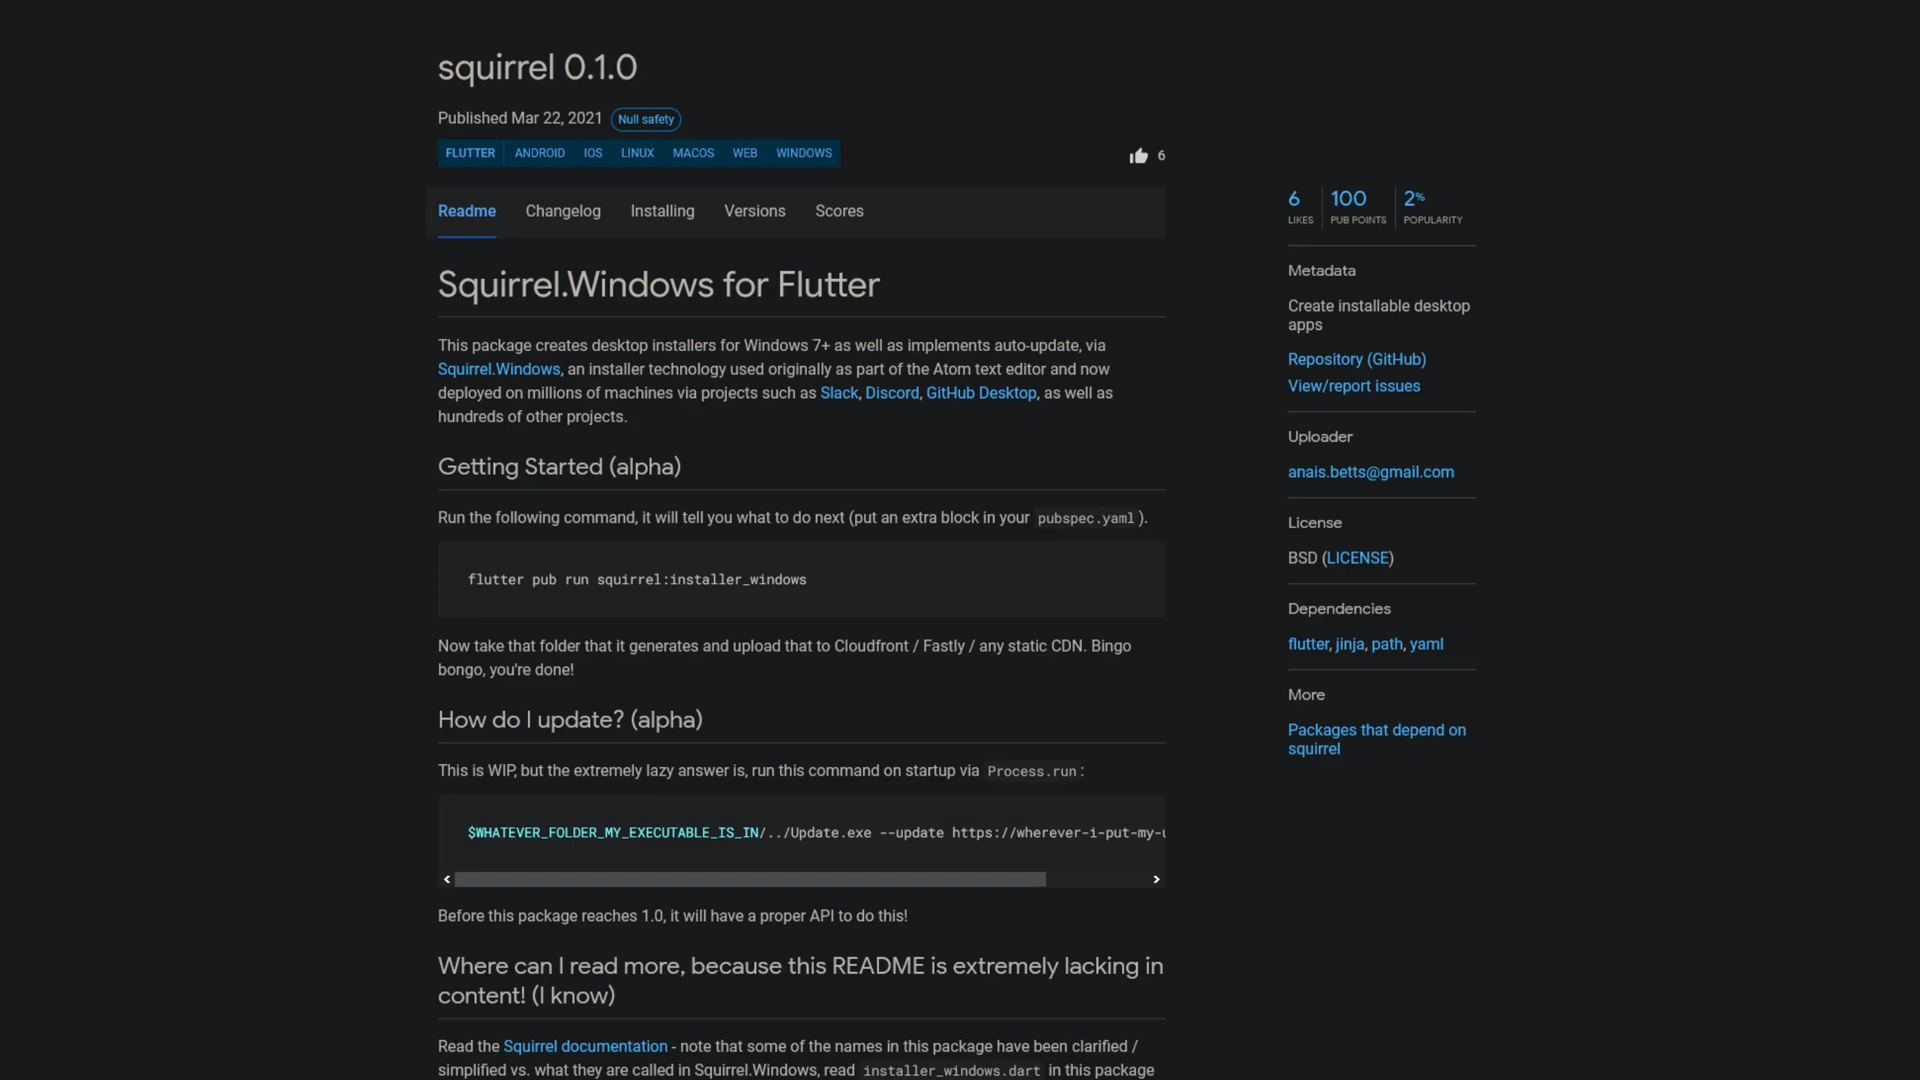 squirrel 0.1.0
Published Mar 22, 2021 Null safety
FLUTTER ANDROID IOS LINUX MACOS WEB WINDOWS
6
Readme Changelog Installing Versions Scores
Squirrel.Windows for Flutter
This package creates desktop installers for Windows 7+ as well as implements auto-update, via
Squirrel.Windows, an installer technology used originally as part of the Atom text editor and now
deployed on millions of machines via projects such as Slack, Discord, GitHub Desktop, as well as
hundreds of other projects.
Getting Started (alpha)
Run the following command, it will tell you what to do next (put an extra block in your pubspec.yaml ).
flutter pub run squirrel:installer_windows
Now take that folder that it generates and upload that to Cloudfront / Fastly / any static CDN. Bingo
bongo, you're done!
How do I update? (alpha)
This is WIP, but the extremely lazy answer is, run this command on startup via Process.run :
$WHATEVER_FOLDER_MY_EXECUTABLE_IS_IN/../Update.exe --update https://wherever-i-put-my-u
Before this package reaches 1.0, it will have a proper API to do this!
Where can I read more, because this README is extremely lacking in
content! (I know)
Read the Squirrel documentation - note that some of the names in this package have been clarified /
simplified vs. what they are called in Squirrel.Windows, read installer_windows.dart in this package
6 100 2%
LIKES PUB POINTS POPULARITY
Metadata
Create installable desktop
apps
Repository (GitHub)
View/report issues
Uploader
anais.betts@gmail.com
License
BSD (LICENSE)
Dependencies
flutter, jinja, path, yaml
More
Packages that depend on
squirrel